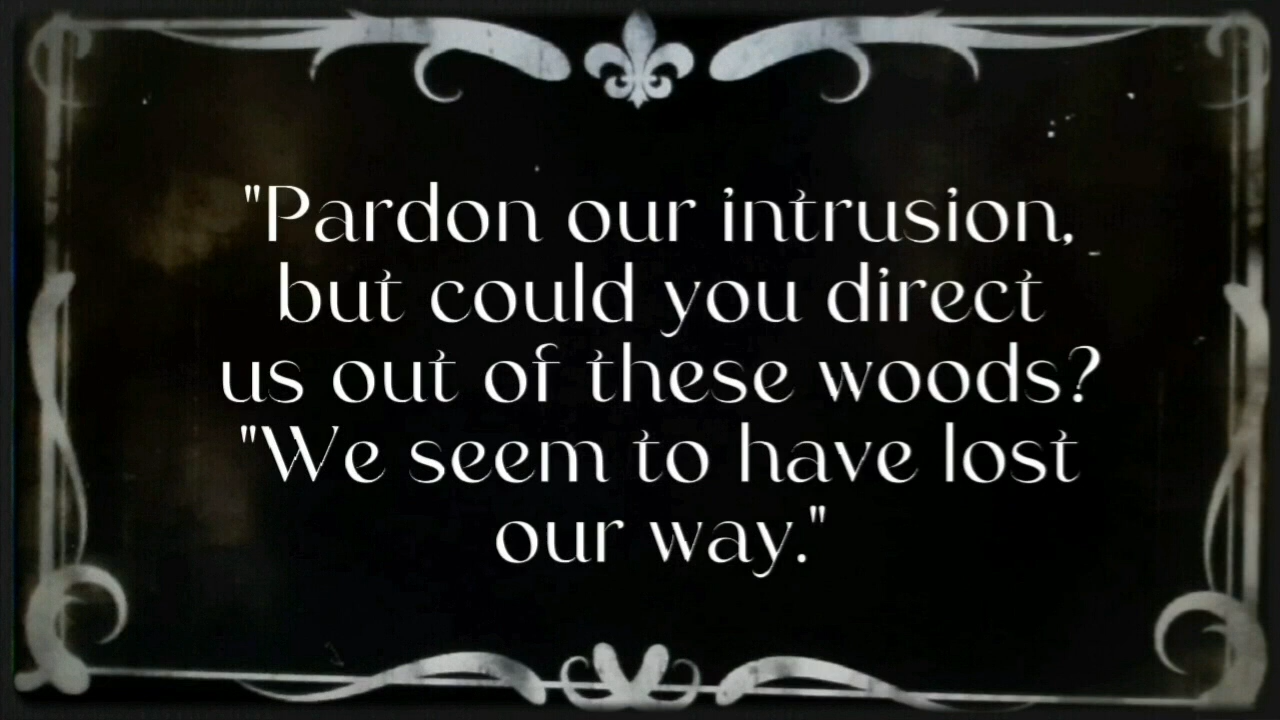 "Pardon our intrusion,
but could you direct
us out of these woods?
"We seem to have lost
our way."